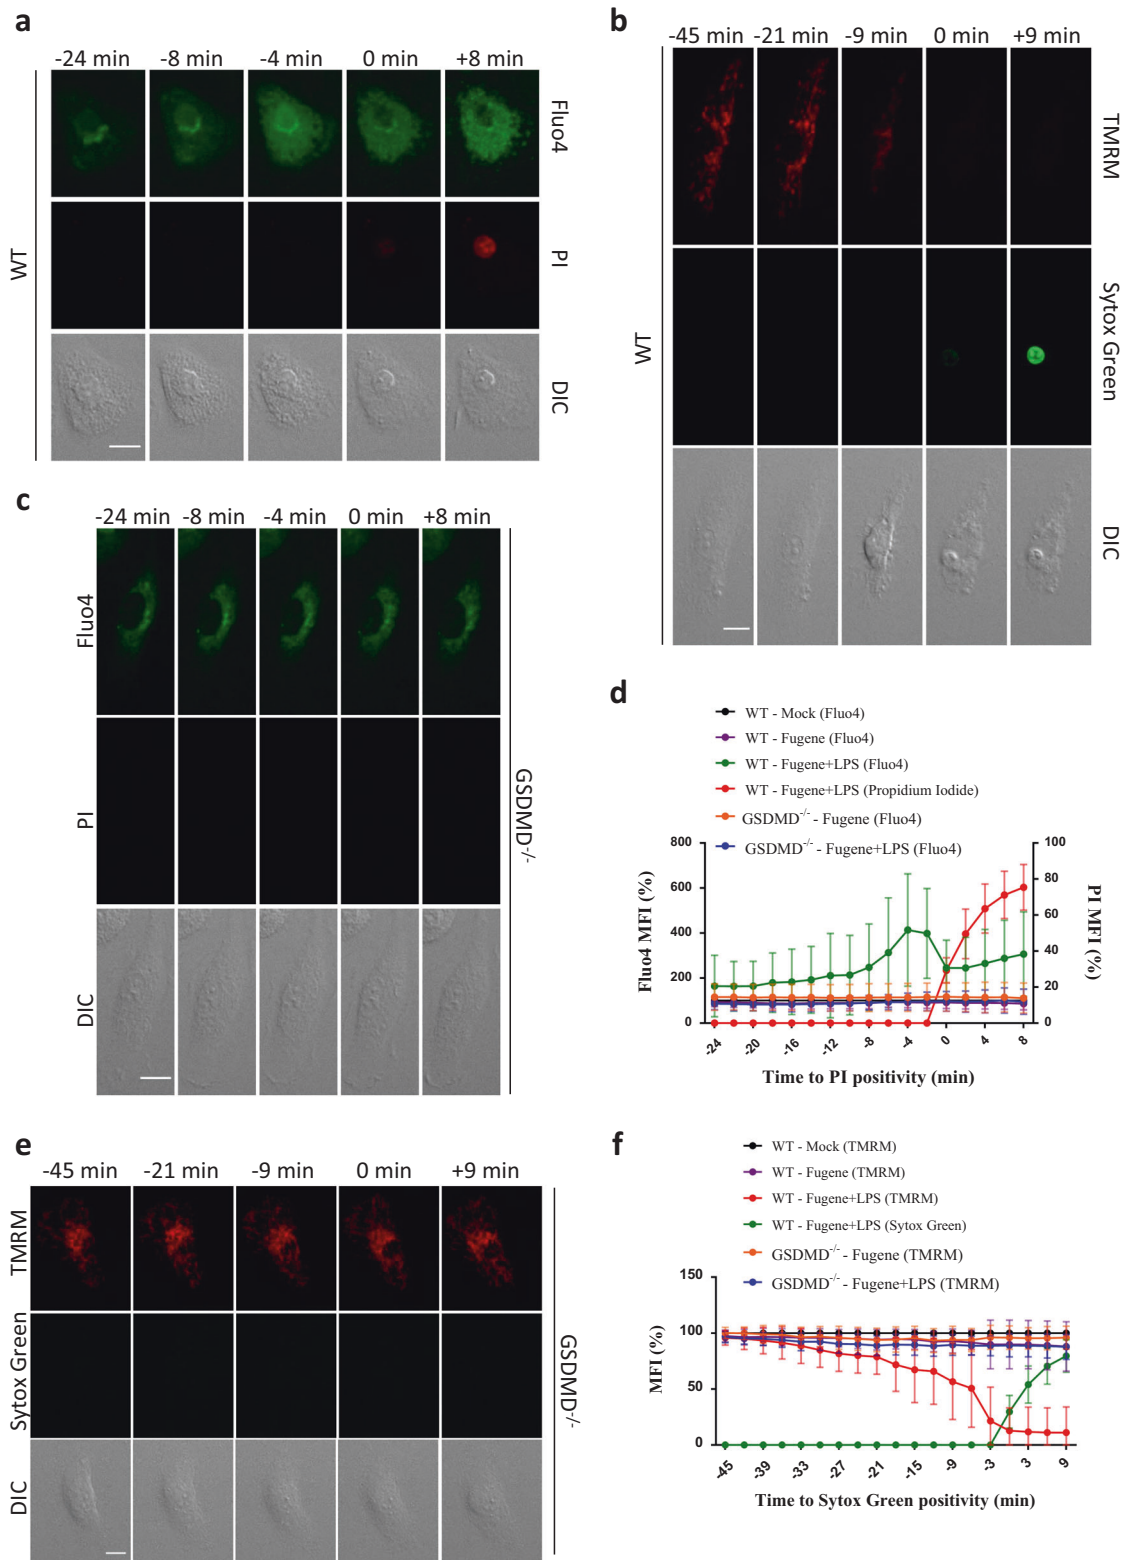 a
-24 min -8 min -4 min 0 min +8 min
WT
Fluo4
PI
DIC
b
-45 min -21 min -9 min 0 min +9 min
WT
TMRM
Sytox Green
DIC
c
-24 min -8 min -4 min 0 min +8 min
Fluo4
PI
DIC
GSDMD-/-
d
WT - Mock (Fluo4)
WT - Fugene (Fluo4)
WT - Fugene+LPS (Fluo4)
WT - Fugene+LPS (Propidium Iodide)
GSDMD-/- - Fugene (Fluo4)
GSDMD-/- - Fugene+LPS (Fluo4)
Fluo4 MFI (%)
800
600
400
200
0
PI MFI (%)
100
80
60
40
20
0
-24 -20 -16 -12 -8 -4 0 4 8
Time to PI positivity (min)
e
-45 min -21 min -9 min 0 min +9 min
TMRM
Sytox Green
DIC
GSDMD-/-
f
WT - Mock (TMRM)
WT - Fugene (TMRM)
WT - Fugene+LPS (TMRM)
WT - Fugene+LPS (Sytox Green)
GSDMD-/- - Fugene (TMRM)
GSDMD-/- - Fugene+LPS (TMRM)
MFI (%)
150
100
50
0
-45 -39 -33 -27 -21 -15 -9 -3 3 9
Time to Sytox Green positivity (min)